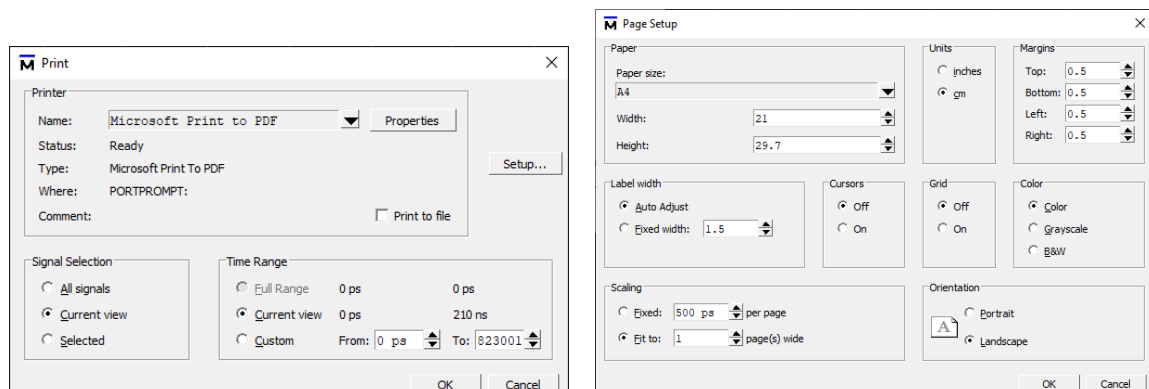 Print
Printer
Name: Microsoft Print to PDF Properties
Status: Ready
Setup...
Type: Microsoft Print To PDF
Where: PORTPROMPT:
Comment: Print to file
Signal Selection
All signals
Current view
Selected
Time Range
Full Range 0 ps 0 ps
Current view 0 ps 210 ns
Custom From: 0 ps To: 823001
OK Cancel
Page Setup
Paper
Paper size:
A4
Width: 21
Height: 29.7
Units
inches
cm
Margins
Top: 0.5
Bottom: 0.5
Left: 0.5
Right: 0.5
Label width
Auto Adjust
Fixed width: 1.5
Cursors
Off
On
Grid
Off
On
Color
Color
Grayscale
B&W
Scaling
Fixed: 500 ps per page
Fit to: 1 page(s) wide
Orientation
A
Portrait
Landscape
OK Cancel